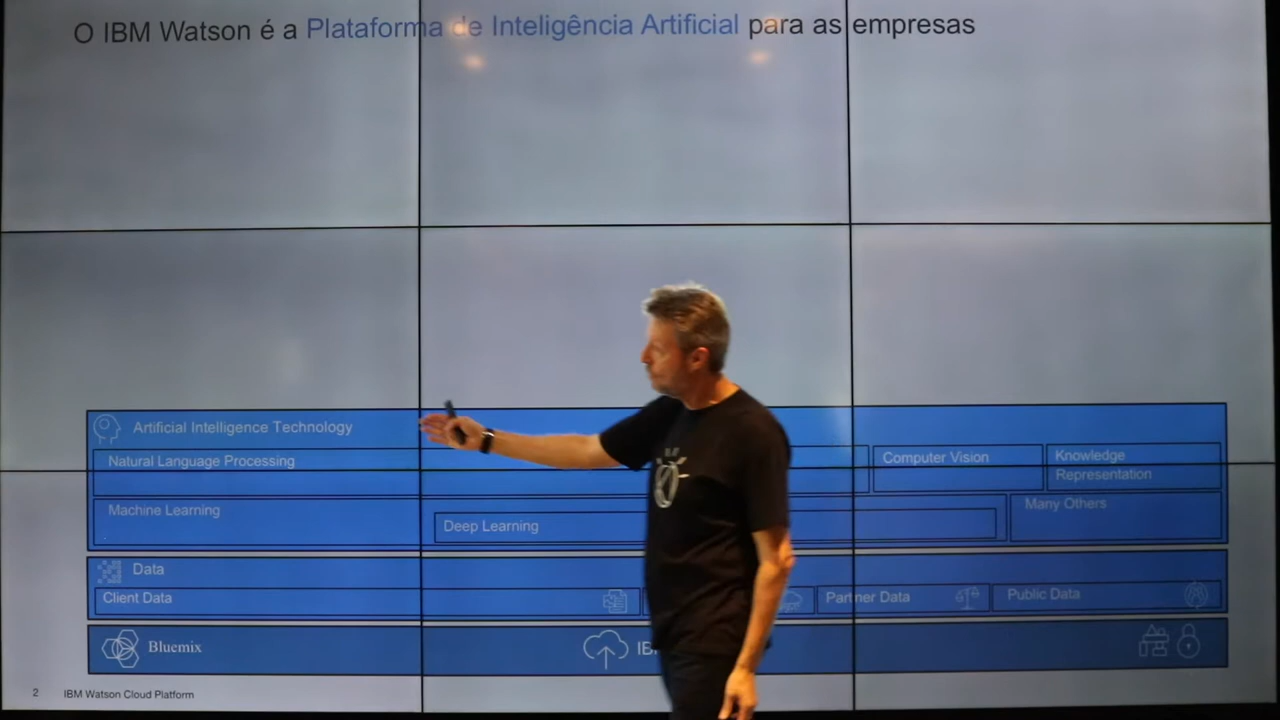 O IBM Watson é a Plataforma de Inteligência Artificial para as empresas
Artificial Intelligence Technology
Natural Language Processing
Computer Vision
Knowledge
Representation
Machine Learning
Deep Learning
Many Others
Data
Client Data
Partner Data
Public Data
Bluemix
2 IBM Watson Cloud Platform